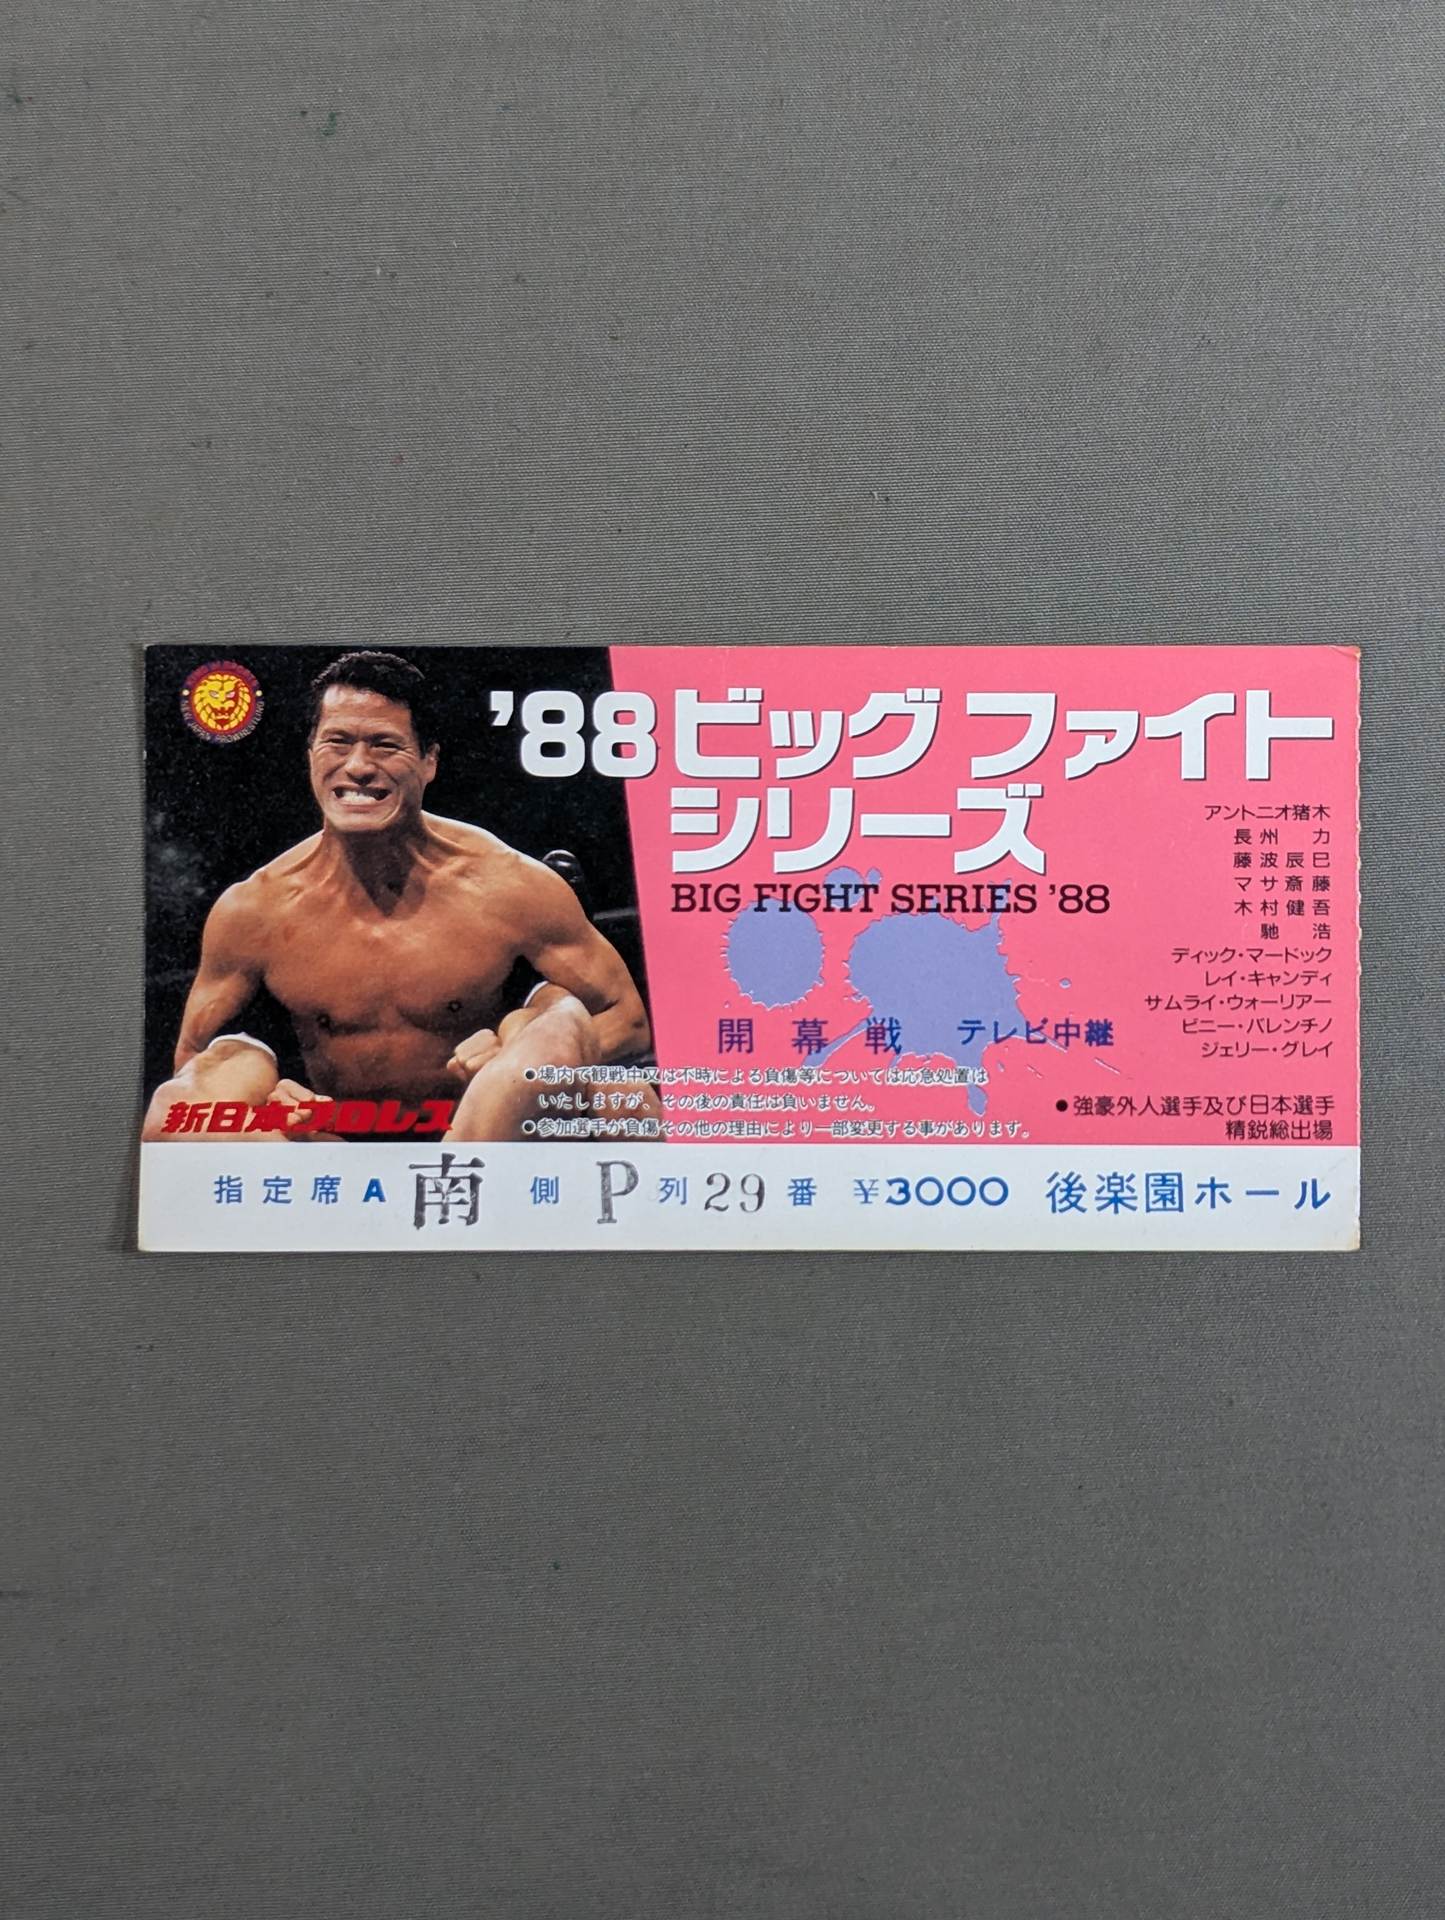 '88ビッグファイト
シリーズ
BIG FIGHT SERIES '88
アントニオ猪木
長州 力
藤波辰巳
マサ斎藤
木村健吾
馳 浩
ディック・マードック
レイ・キャンディ
サムライ・ウォーリアー
ビニー・バレンチノ
ジェリー・グレイ
開幕戦 テレビ中継
●場内で観戦中又は不時による負傷等については応急処置は
いたしますが、その後の責任は負いません。
●参加選手が負傷その他の理由により一部変更する事があります。
●強豪外人選手及び日本選手
精鋭総出場
新日本プロレス
NEW JAPAN PRO WRESTLING
指定席A 南側 P列29番 ¥3000 後楽園ホール